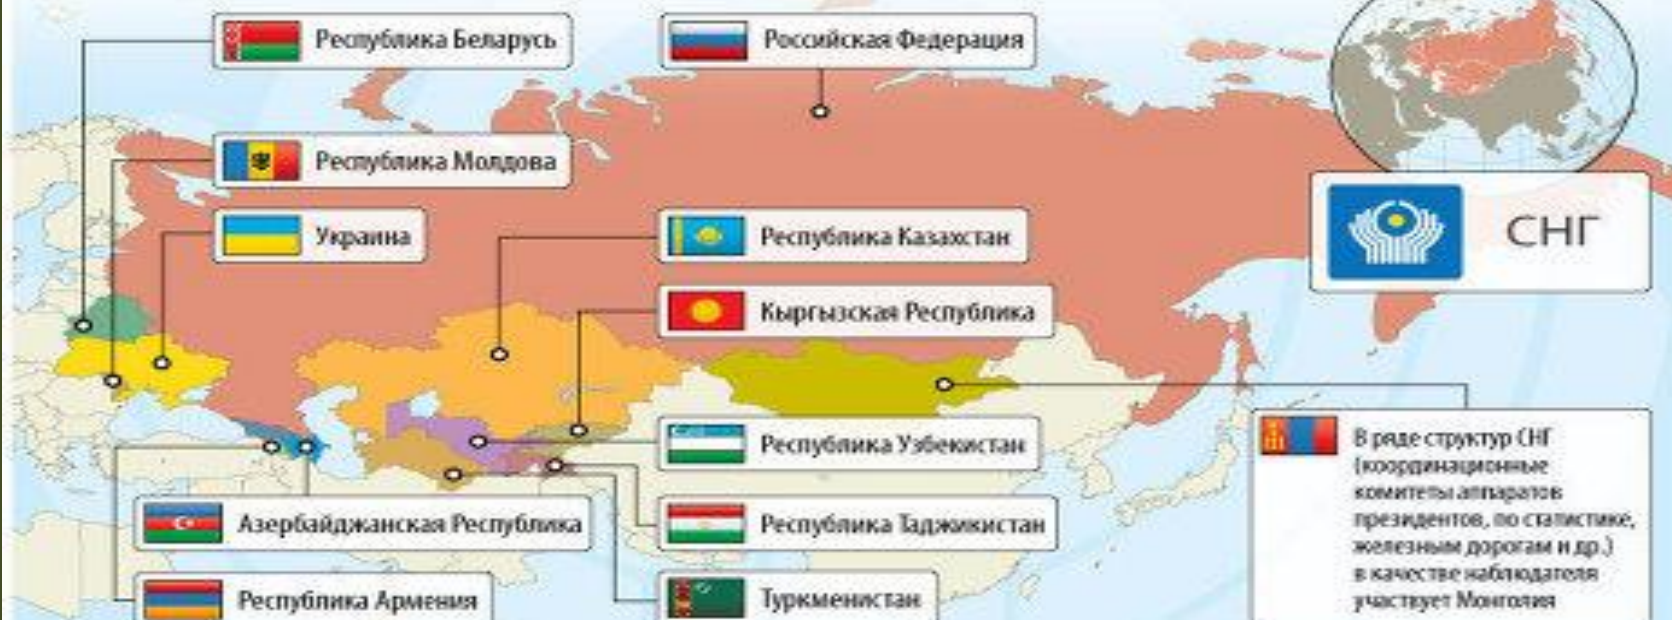 Республика Беларусь
Российская Федерация
Республика Молдова
Украина
Республика Казахстан
СНГ
Кыргызская Республика
Республика Узбекистан
В ряде структур СНГ
(координационные
комитеты аппаратов
президентов, по статистике,
железным дорогам и др.)
в качестве наблюдателя
участвует Монголия
Азербайджанская Республика
Республика Таджикистан
Республика Армения
Туркменистан